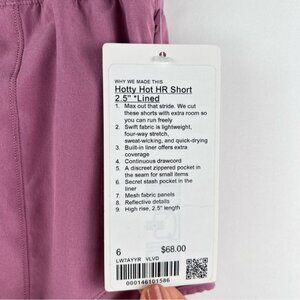 WHY WE MADE THIS
Hotty Hot HR Short
2.5" *Lined
1. Max out that stride. We cut
these shorts with extra room so
you can run freely
2. Swift fabric is lightweight,
four-way stretch,
sweat-wicking, and quick-drying
3. Built-in liner offers extra
coverage
4. Continuous drawcord
5. A discreet zippered pocket in
the seam for small items
6. Secret stash pocket in the
liner
7. Mesh fabric panels
8. Reflective details
9. High rise, 2.5" length
6 $68.00
LW7AYYR VLVD
000146101586